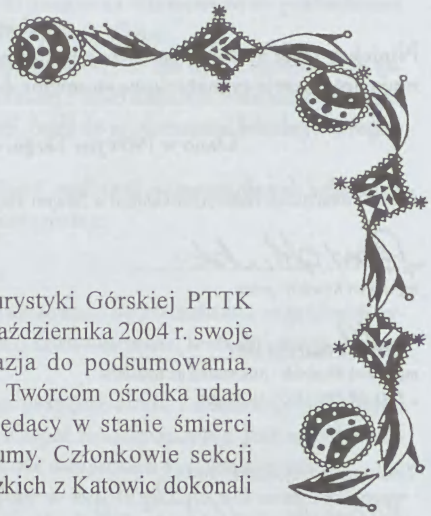 urystyki Górskiej PTTK
aździernika 2004 r. swoje
azja do podsumowania,
Twórcom ośrodka udało
ędący w stanie śmierci
umy. Członkowie sekcji
zkich z Katowic dokonali